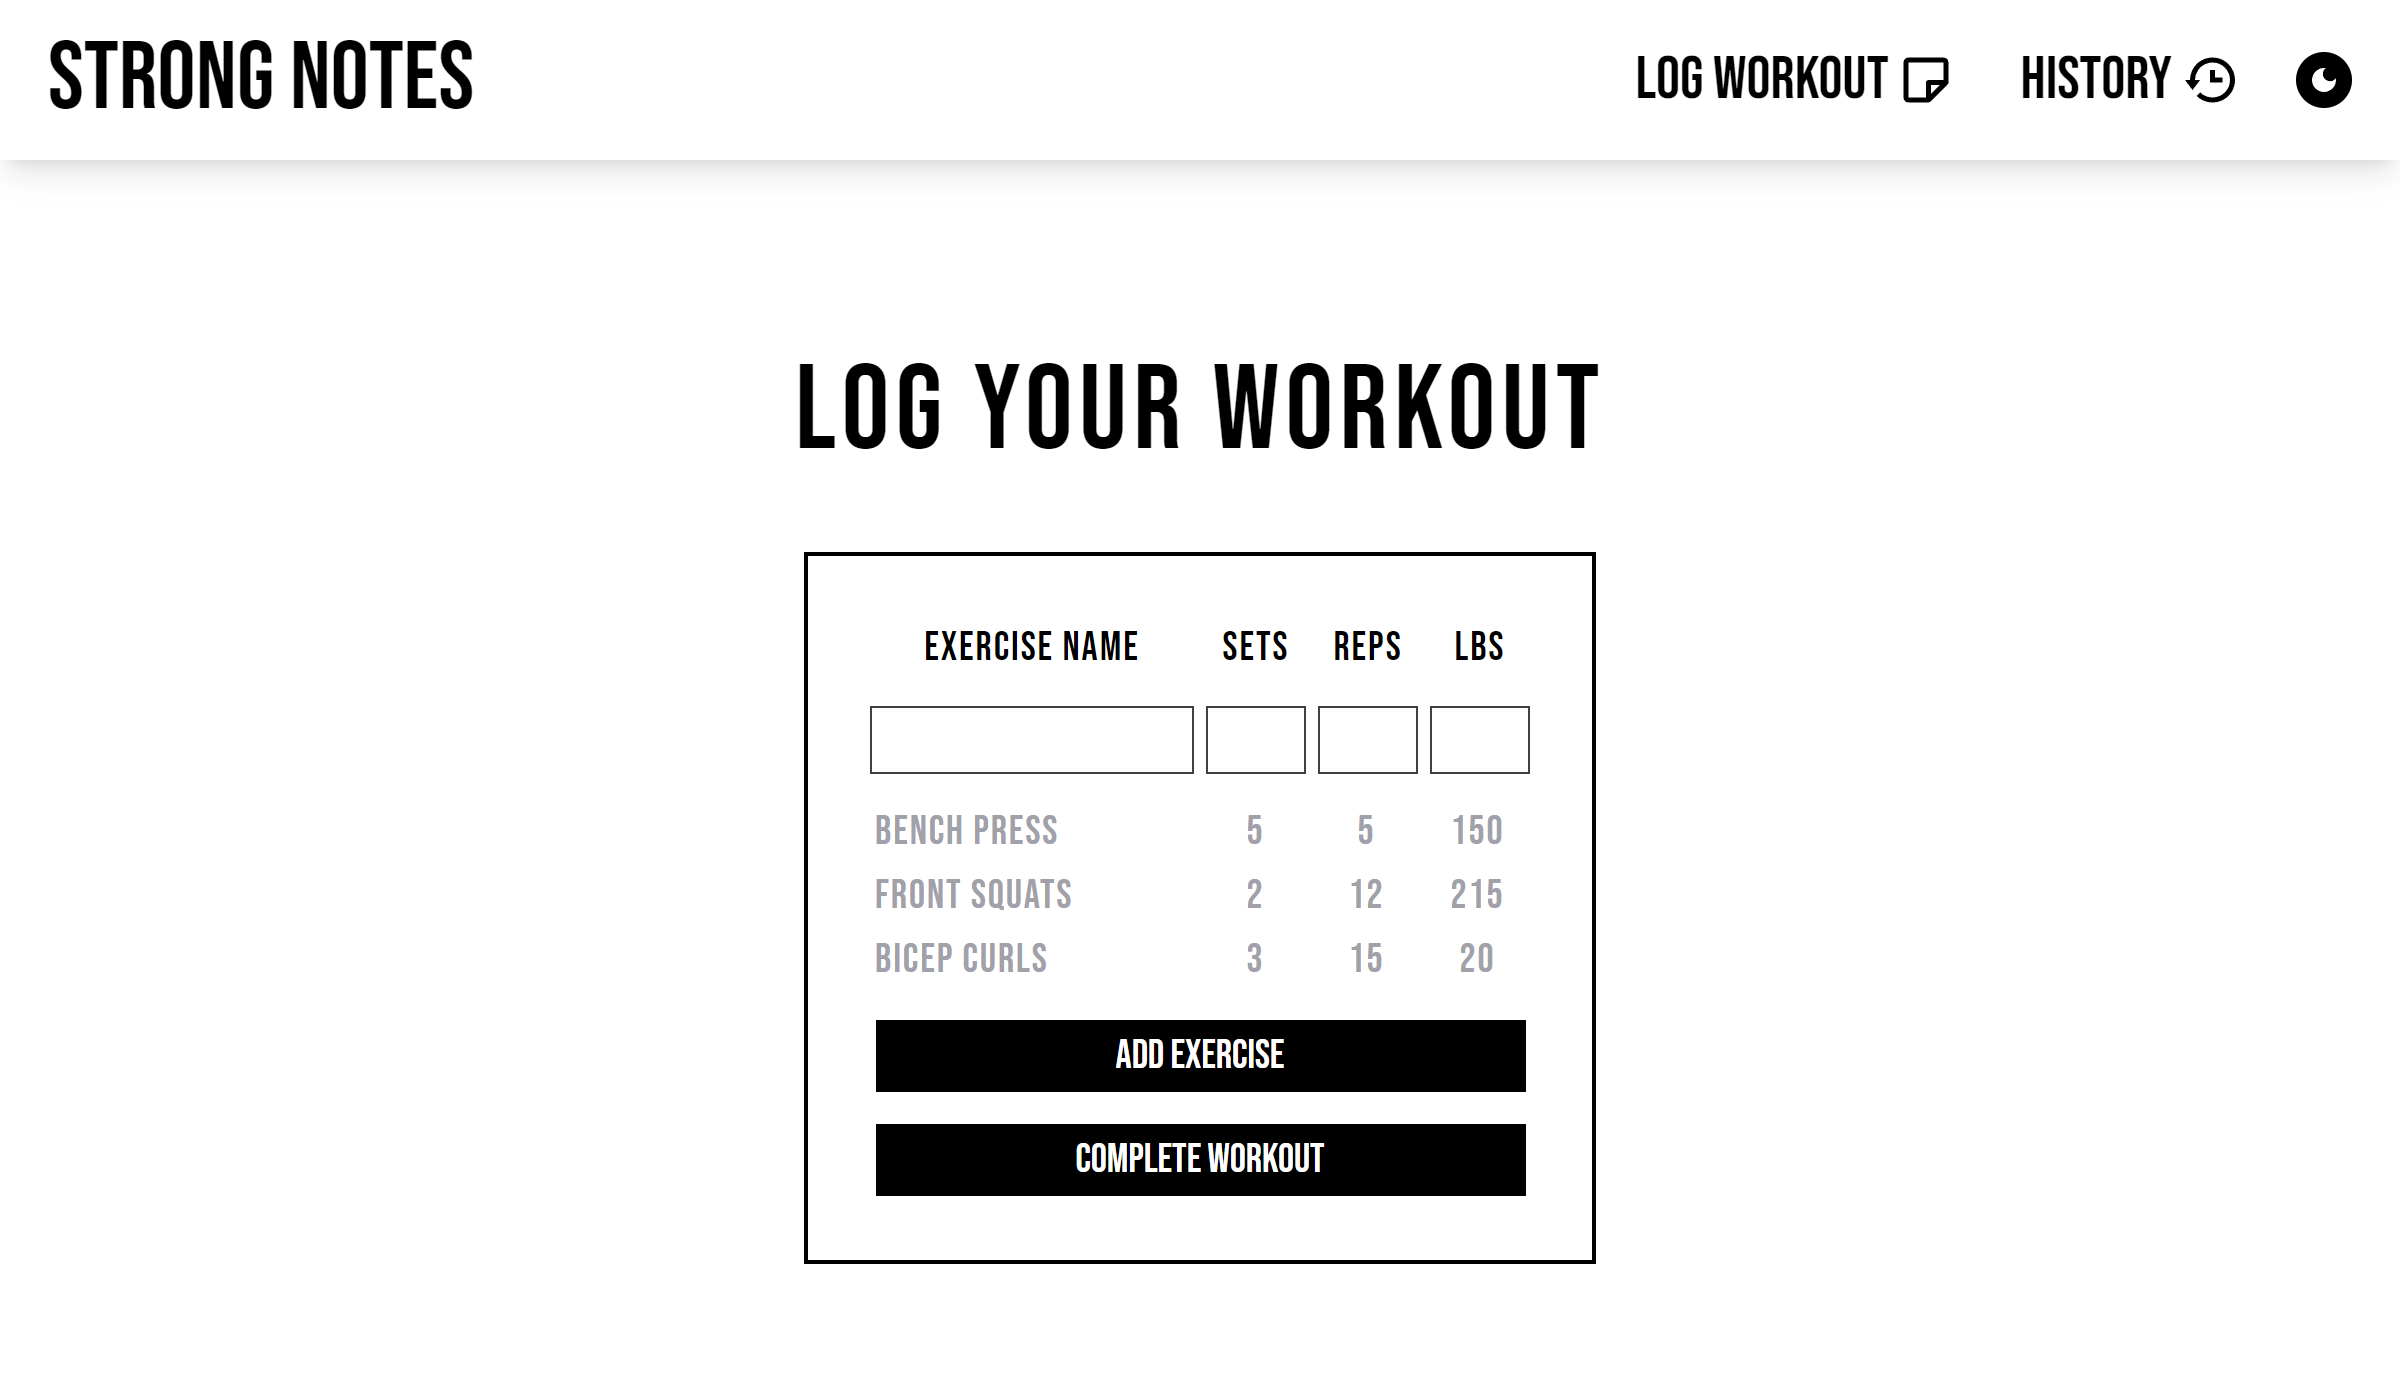 STRONG NOTES
LOG WORKOUT HISTORY
LOG YOUR WORKOUT
EXERCISE NAME SETS REPS LBS
BENCH PRESS 5 5 150
FRONT SQUATS 2 12 215
BICEP CURLS 3 15 20
ADD EXERCISE
COMPLETE WORKOUT